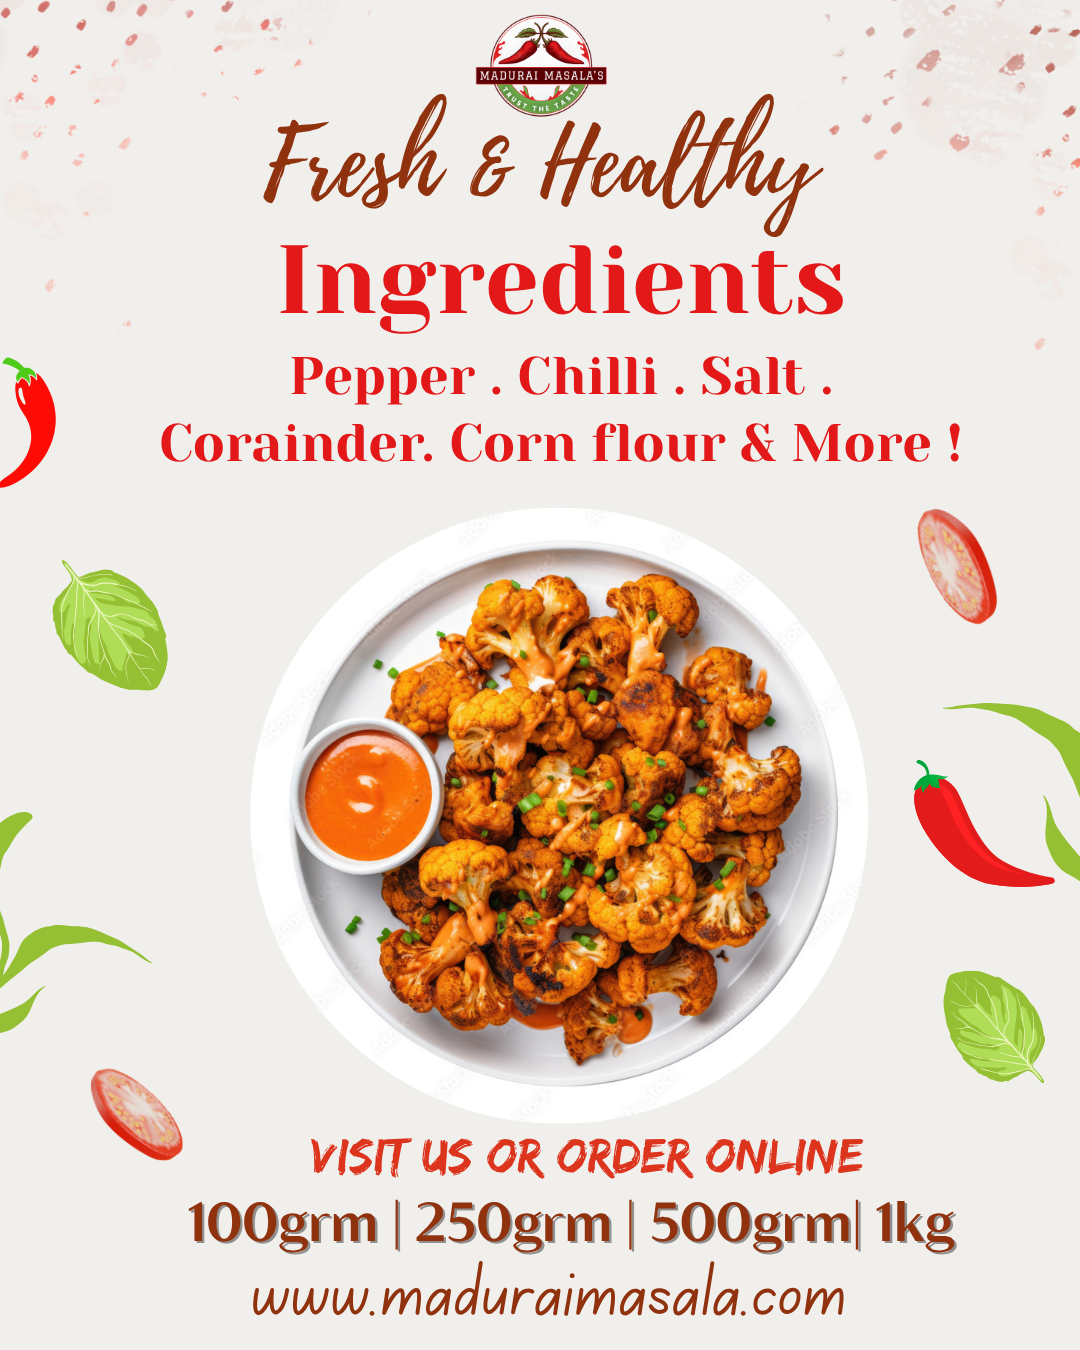 MADURAI MASALA'S
TRUST THE TASTE
Fresh & Healthy
Ingredients
Pepper . Chilli . Salt .
Corainder. Corn flour & More !
VISIT US OR ORDER ONLINE
100grm | 250grm | 500grm| 1kg
www.maduraimasala.com